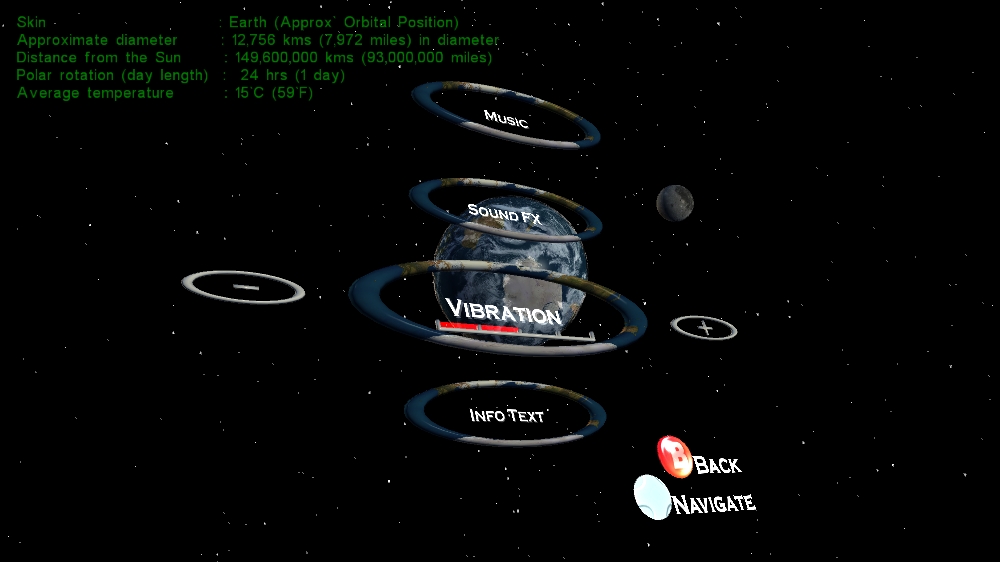 Skin : Earth (Approx` Orbital Position)
Approximate diameter : 12,756 kms (7,972 miles) in diameter
Distance from the Sun : 149,600,000 kms (93,000,000 miles)
Polar rotation (day length) : 24 hrs (1 day)
Average temperature : 15`C (59`F)
Music
Sound FX
Vibration
Info Text
B Back
Navigate